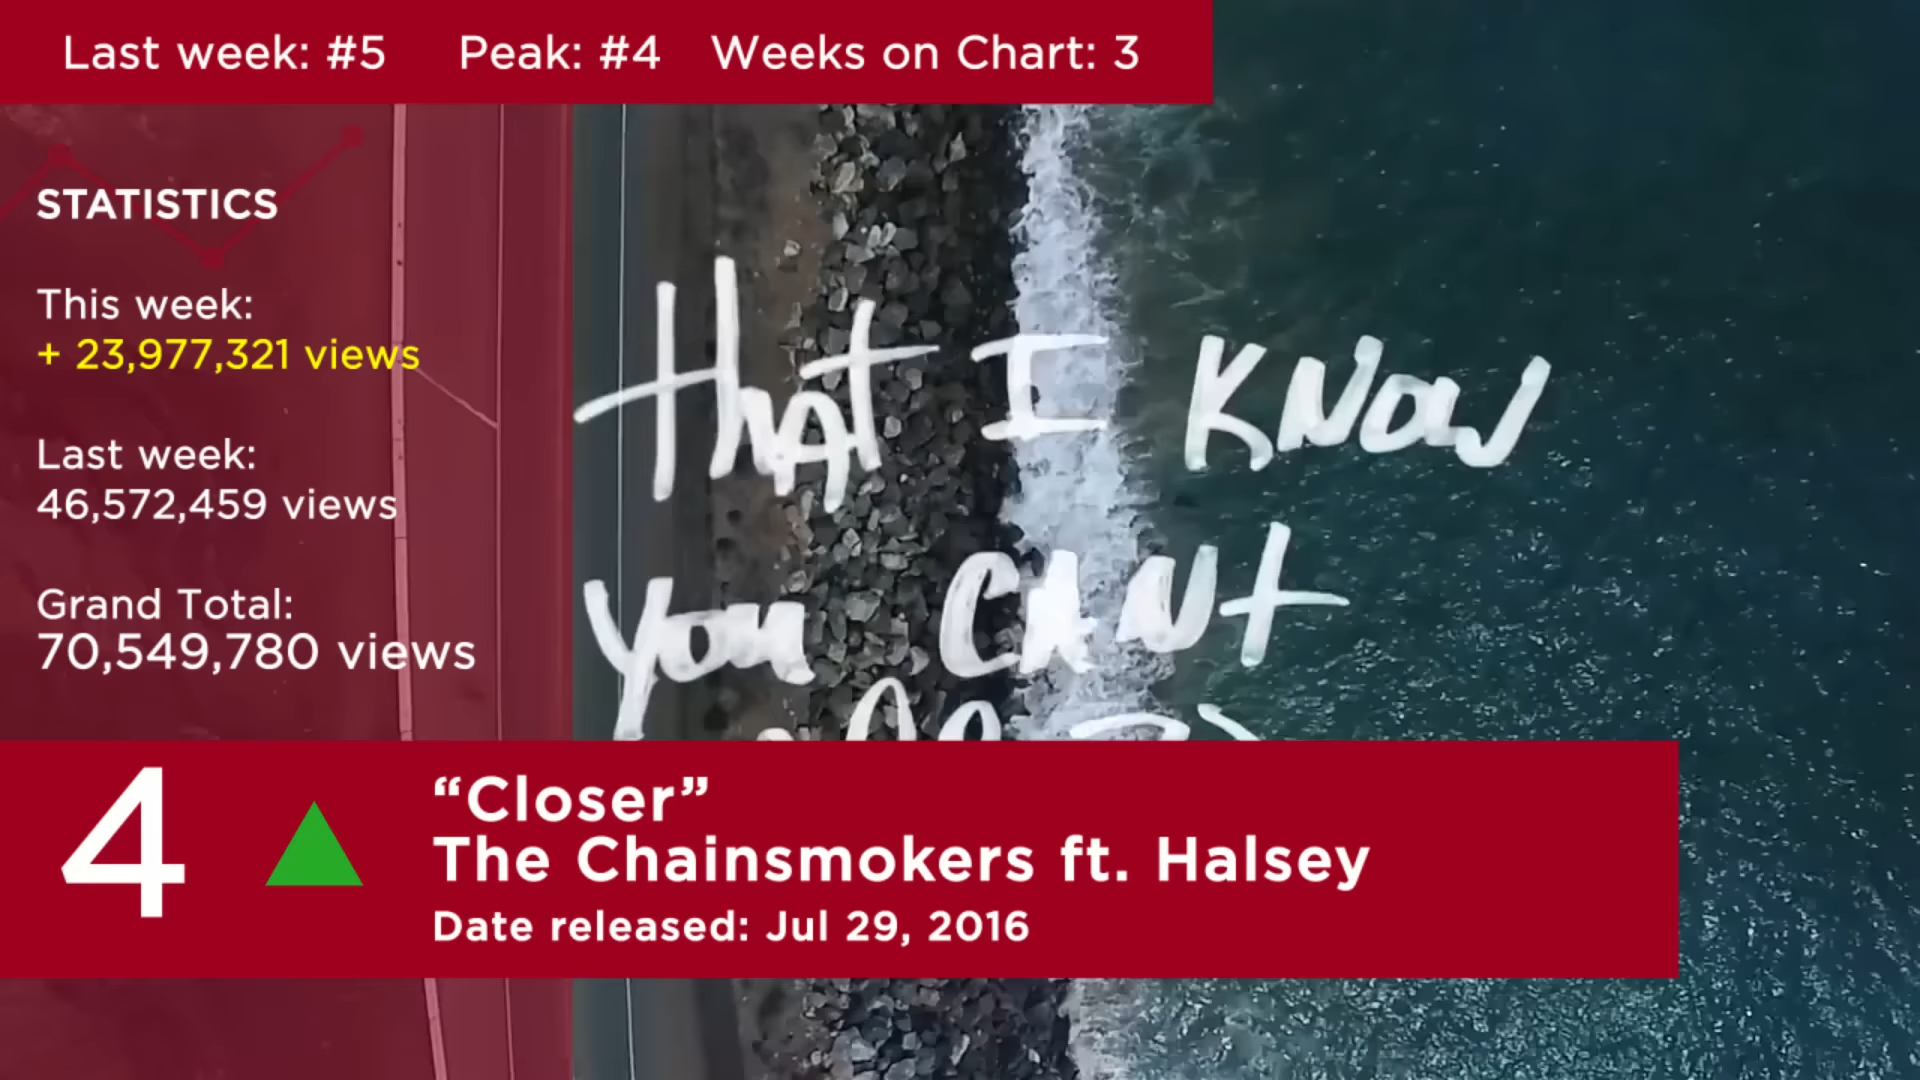 Last week: #5 Peak: #4 Weeks on Chart: 3
STATISTICS
This week:
+ 23,977,321 views
Last week:
46,572,459 views
Grand Total:
70,549,780 views
that I KNOW
you CANt
4
“Closer”
The Chainsmokers ft. Halsey
Date released: Jul 29, 2016